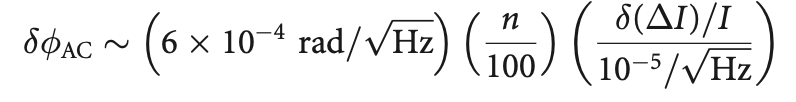 δϕ_AC ∼ (6 × 10⁻⁴ rad/√Hz) (n/100) (δ(ΔI)/I / 10⁻⁵/√Hz)